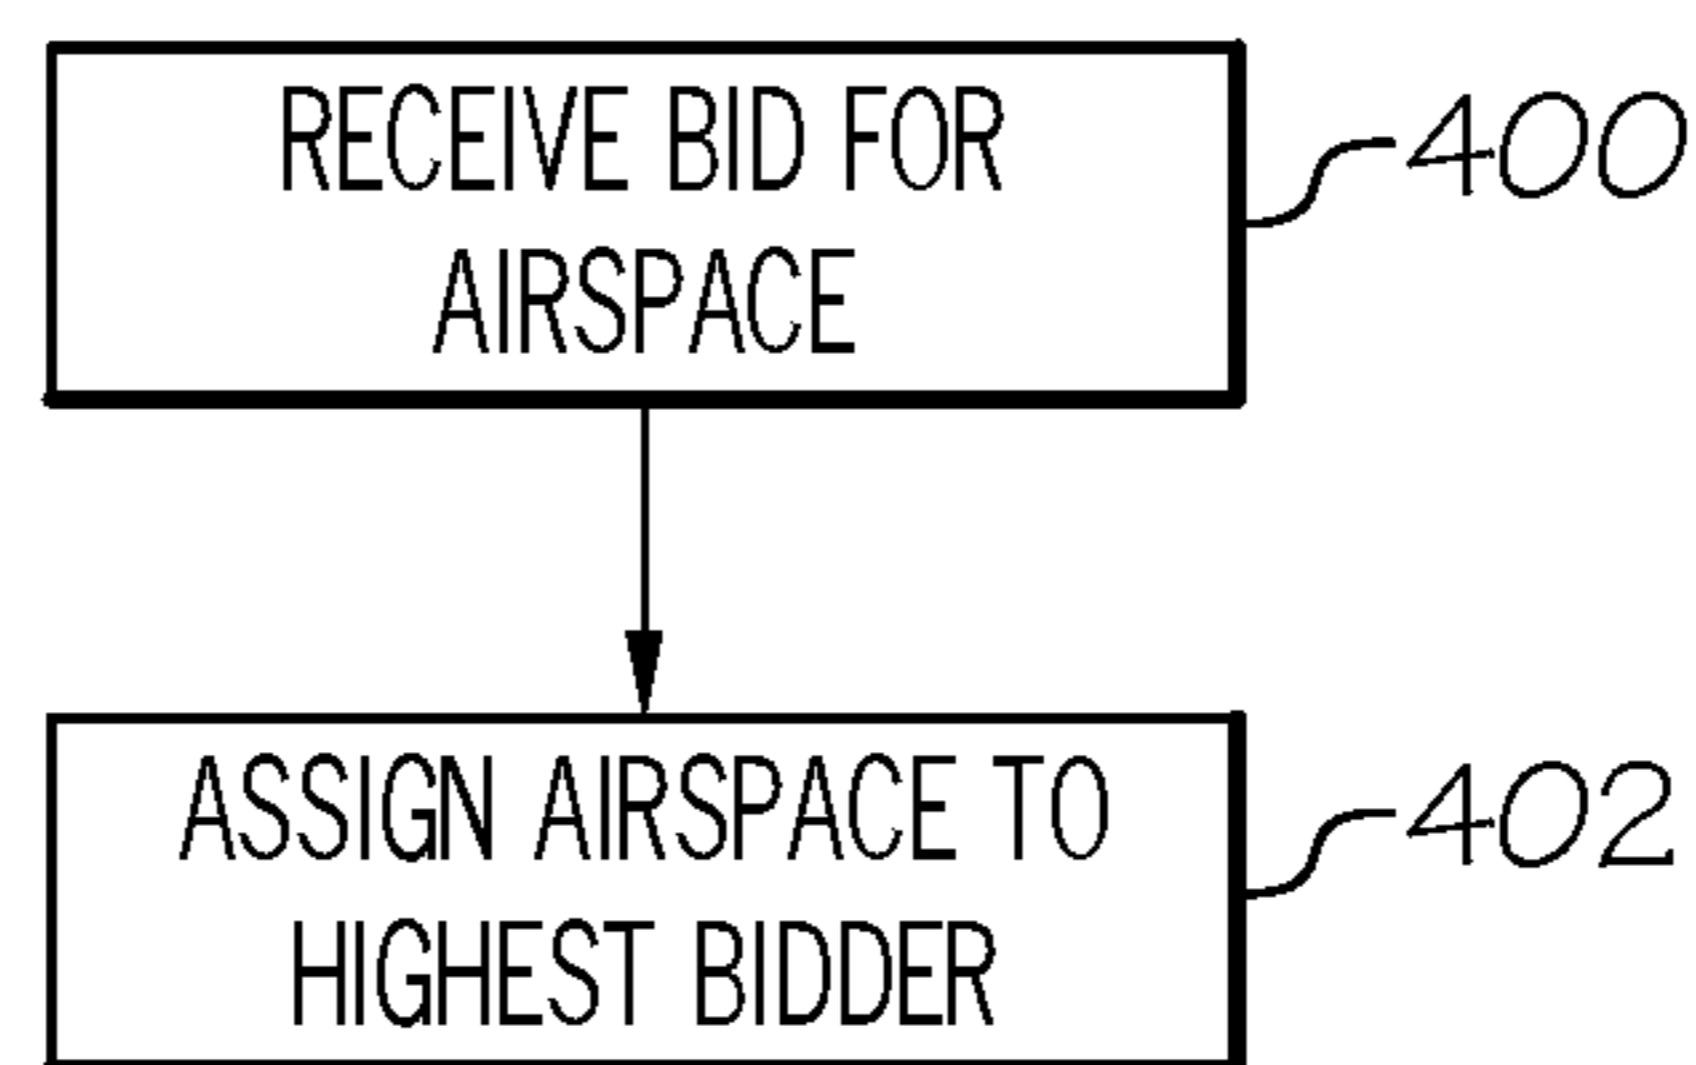 RECEIVE BID FOR
AIRSPACE
400
ASSIGN AIRSPACE TO
HIGHEST BIDDER
402